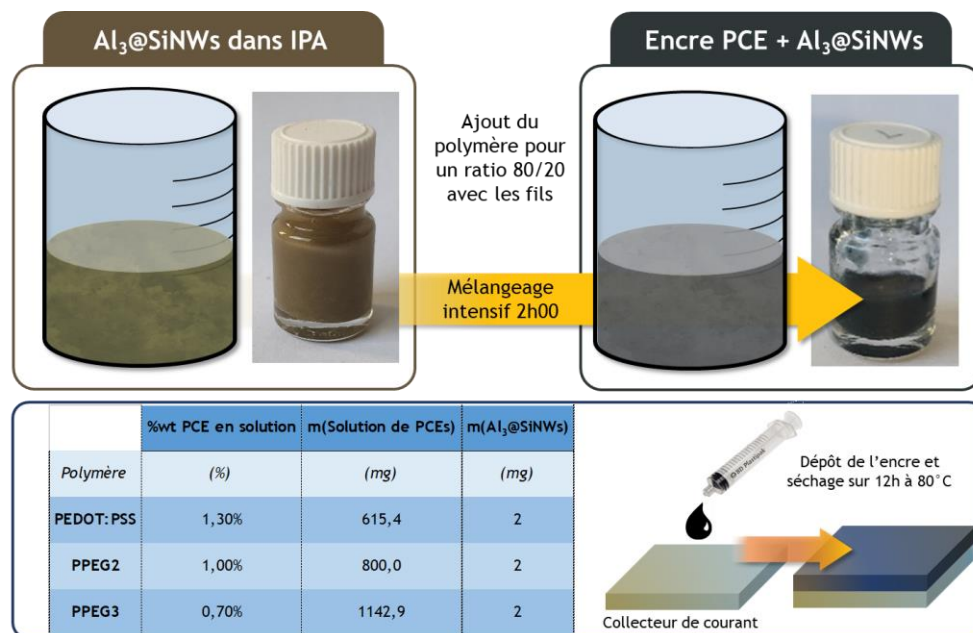 Al₃@SiNWs dans IPA
Encre PCE + Al₃@SiNWs
Ajout du
polymère pour
un ratio 80/20
avec les fils
Mélangeage
intensif 2h00
%wt PCE en solution m(Solution de PCEs) m(Al₃@SiNWs)
Polymère (%) (mg) (mg)
PEDOT:PSS 1,30% 615,4 2
PPEG2 1,00% 800,0 2
PPEG3 0,70% 1142,9 2
Dépôt de l'encre et
séchage sur 12h à 80°C
Collecteur de courant